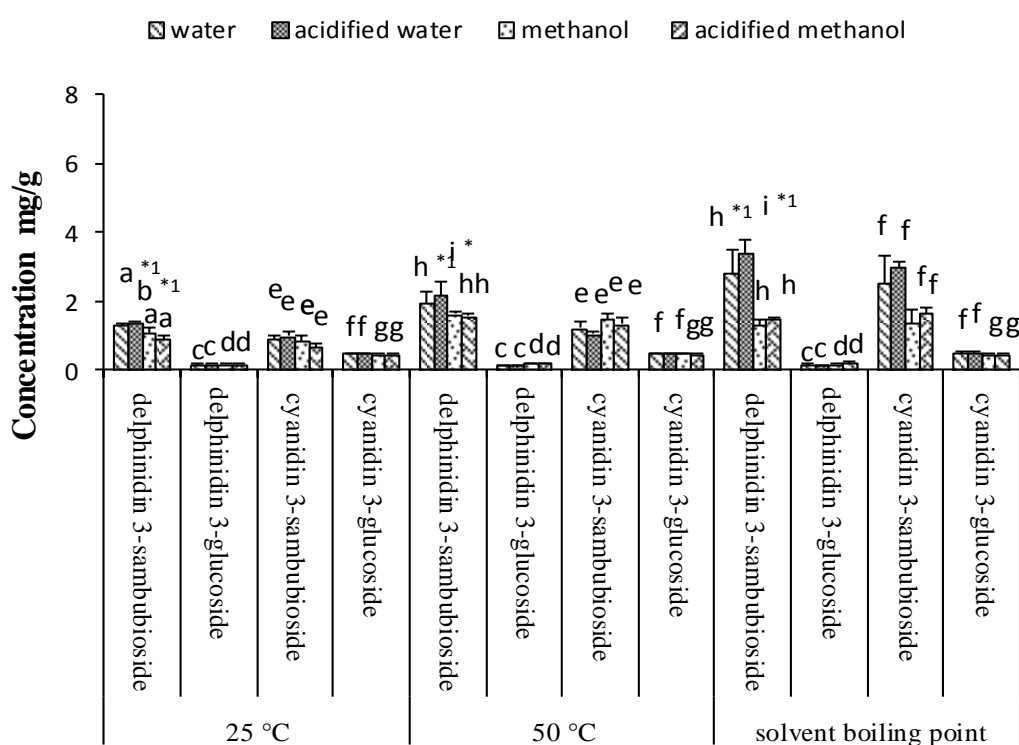 water acidified water methanol acidified methanol
Concentration mg/g
8
6
4
2
0
a *1
b *1
a a
c c d d
e e e e
f f g g
h *1 i *
h h
c c d d
e e e e
f f g g
h *1 i *1
h h
c c d d
f f
f f
f f g g
delphinidin 3-sambubioside
delphinidin 3-glucoside
cyanidin 3-sambubioside
cyanidin 3-glucoside
delphinidin 3-sambubioside
delphinidin 3-glucoside
cyanidin 3-sambubioside
cyanidin 3-glucoside
delphinidin 3-sambubioside
delphinidin 3-glucoside
cyanidin 3-sambubioside
cyanidin 3-glucoside
25 °C
50 °C
solvent boiling point